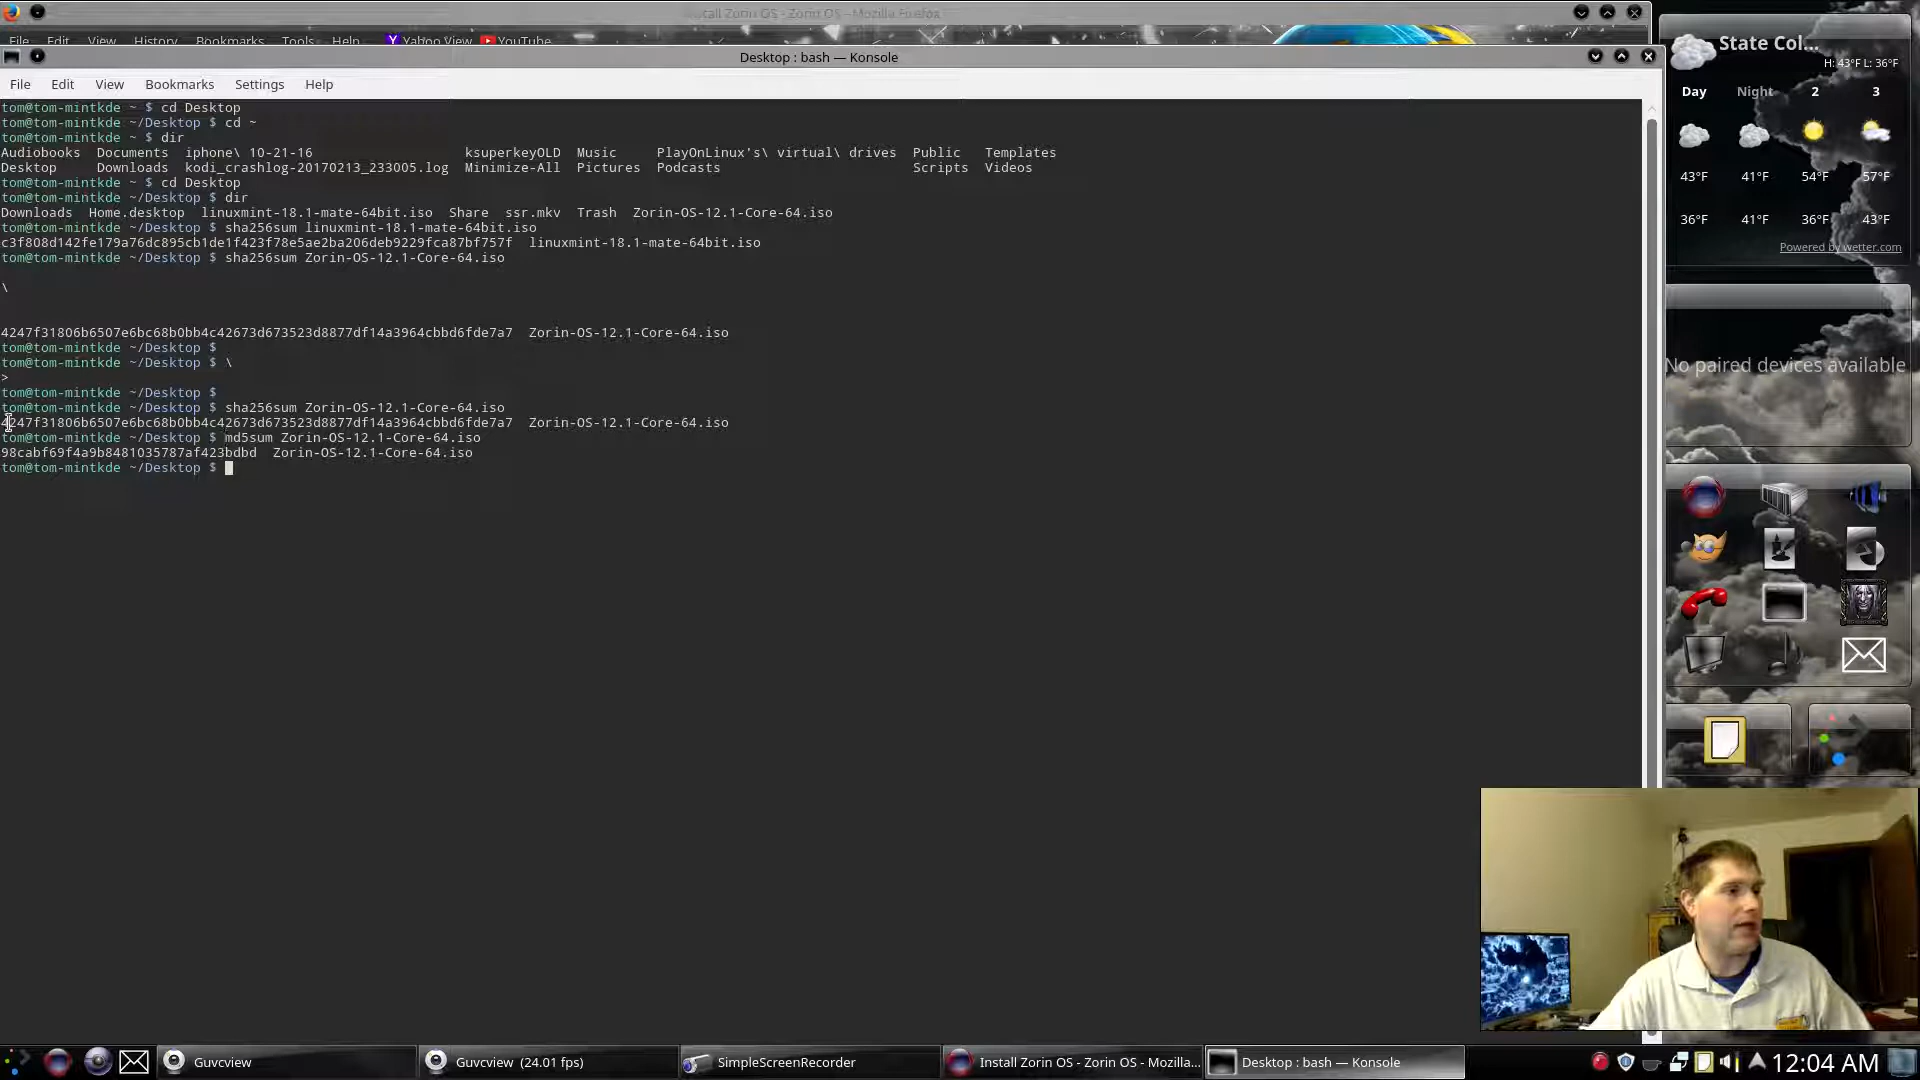 Install Zorin OS - Zorin OS - Mozilla Firefox
File Edit View History Bookmarks Tools Help Yahoo View YouTube
Desktop : bash — Konsole
File Edit View Bookmarks Settings Help
tom@tom-mintkde ~ $ cd Desktop
tom@tom-mintkde ~/Desktop $ cd ~
tom@tom-mintkde ~ $ dir
Audiobooks Documents iphone\ 10-21-16 ksuperkeyOLD Music PlayOnLinux's\ virtual\ drives Public Templates
Desktop Downloads kodi_crashlog-20170213_233005.log Minimize-All Pictures Podcasts Scripts Videos
tom@tom-mintkde ~ $ cd Desktop
tom@tom-mintkde ~/Desktop $ dir
Downloads Home.desktop linuxmint-18.1-mate-64bit.iso Share ssr.mkv Trash Zorin-OS-12.1-Core-64.iso
tom@tom-mintkde ~/Desktop $ sha256sum linuxmint-18.1-mate-64bit.iso
c3f808d142fe179a76dc895cb1de1f423f78e5ae2ba206deb9229fca87bf757f linuxmint-18.1-mate-64bit.iso
tom@tom-mintkde ~/Desktop $ sha256sum Zorin-OS-12.1-Core-64.iso
\
4247f31806b6507e6bc68b0bb4c42673d673523d8877df14a3964cbbd6fde7a7 Zorin-OS-12.1-Core-64.iso
tom@tom-mintkde ~/Desktop $
tom@tom-mintkde ~/Desktop $ \
>
tom@tom-mintkde ~/Desktop $
tom@tom-mintkde ~/Desktop $ sha256sum Zorin-OS-12.1-Core-64.iso
4247f31806b6507e6bc68b0bb4c42673d673523d8877df14a3964cbbd6fde7a7 Zorin-OS-12.1-Core-64.iso
tom@tom-mintkde ~/Desktop $ md5sum Zorin-OS-12.1-Core-64.iso
98cabf69f4a9b8481035787af423bdbd Zorin-OS-12.1-Core-64.iso
tom@tom-mintkde ~/Desktop $
State Col...
H: 43°F L: 36°F
Day Night 2 3
43°F 41°F 54°F 57°F
36°F 41°F 36°F 43°F
Powered by wetter.com
No paired devices available
Guvcview
Guvcview (24.01 fps)
SimpleScreenRecorder
Install Zorin OS - Zorin OS - Mozilla...
Desktop : bash — Konsole
12:04 AM